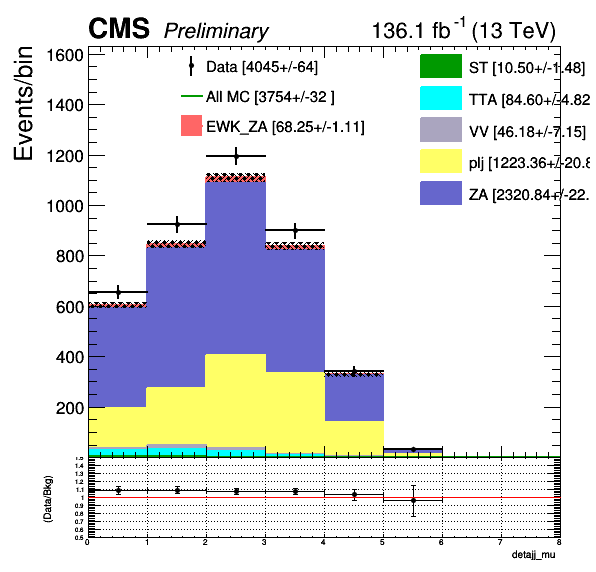 CMS Preliminary 136.1 fb⁻¹ (13 TeV)
Events/bin
1600
1400
1200
1000
800
600
400
200
Data [4045+/-64]
All MC [3754+/-32 ]
EWK_ZA [68.25+/-1.11]
ST [10.50+/-1.48]
TTA [84.60+/-4.82
VV [46.18+/-7.15]
plj [1223.36+/-20.8
ZA [2320.84+/-22.
(Data/Bkg)
1.5
1.4
1.3
1.2
1.1
1
0.9
0.8
0.7
0.6
0.5
0 1 2 3 4 5 6 7 8
detajj_mu